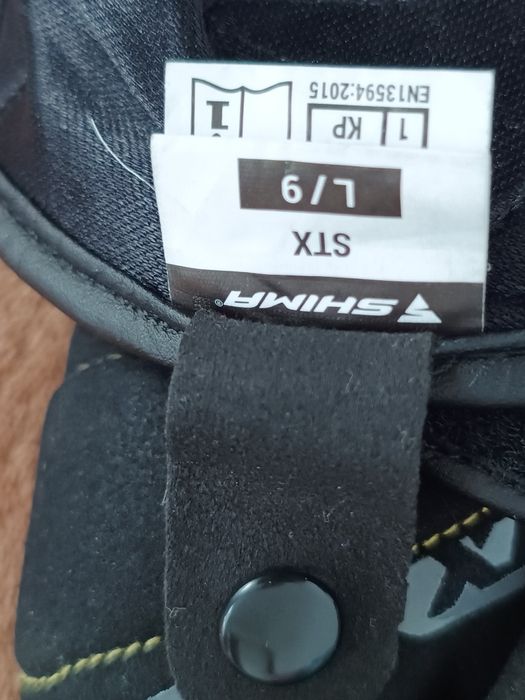 SHIMA®
STX
L/9
1 KP i
EN13594:2015